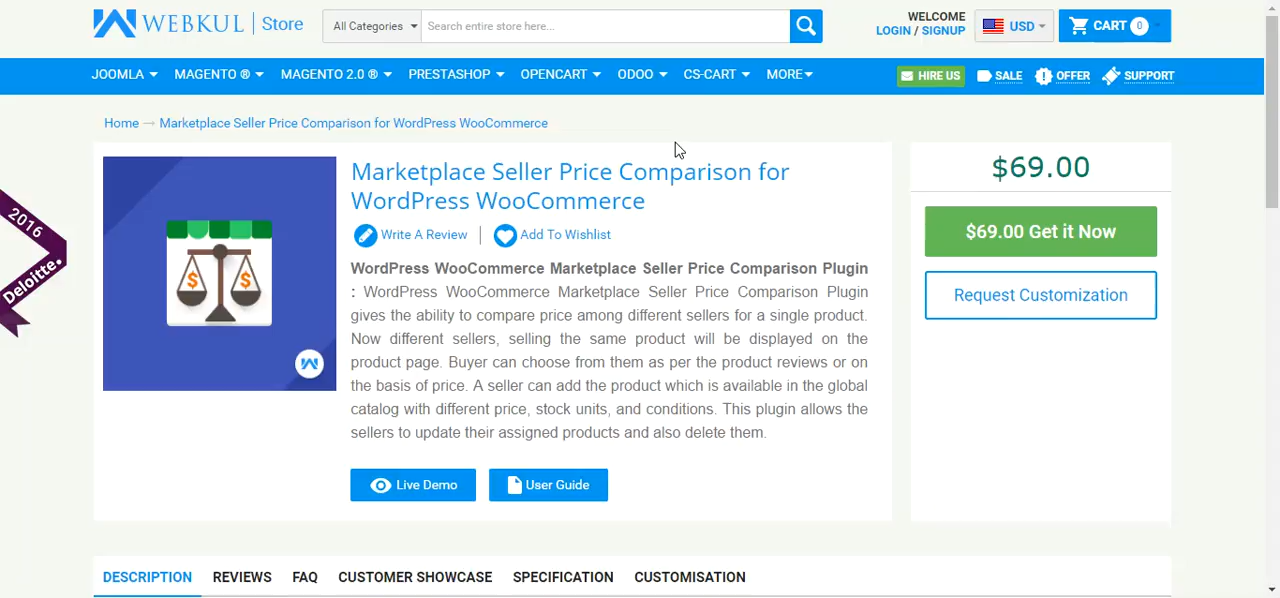 WEBKUL | Store
All Categories
Search entire store here...
WELCOME
LOGIN / SIGNUP
USD
CART 0
JOOMLA
MAGENTO ®
MAGENTO 2.0 ®
PRESTASHOP
OPENCART
ODOO
CS-CART
MORE
HIRE US
SALE
OFFER
SUPPORT
Home → Marketplace Seller Price Comparison for WordPress WooCommerce
2016
Deloitte.
Marketplace Seller Price Comparison for
WordPress WooCommerce
Write A Review | Add To Wishlist
WordPress WooCommerce Marketplace Seller Price Comparison Plugin
: WordPress WooCommerce Marketplace Seller Price Comparison Plugin
gives the ability to compare price among different sellers for a single product.
Now different sellers, selling the same product will be displayed on the
product page. Buyer can choose from them as per the product reviews or on
the basis of price. A seller can add the product which is available in the global
catalog with different price, stock units, and conditions. This plugin allows the
sellers to update their assigned products and also delete them.
Live Demo
User Guide
$69.00
$69.00 Get it Now
Request Customization
DESCRIPTION
REVIEWS
FAQ
CUSTOMER SHOWCASE
SPECIFICATION
CUSTOMISATION